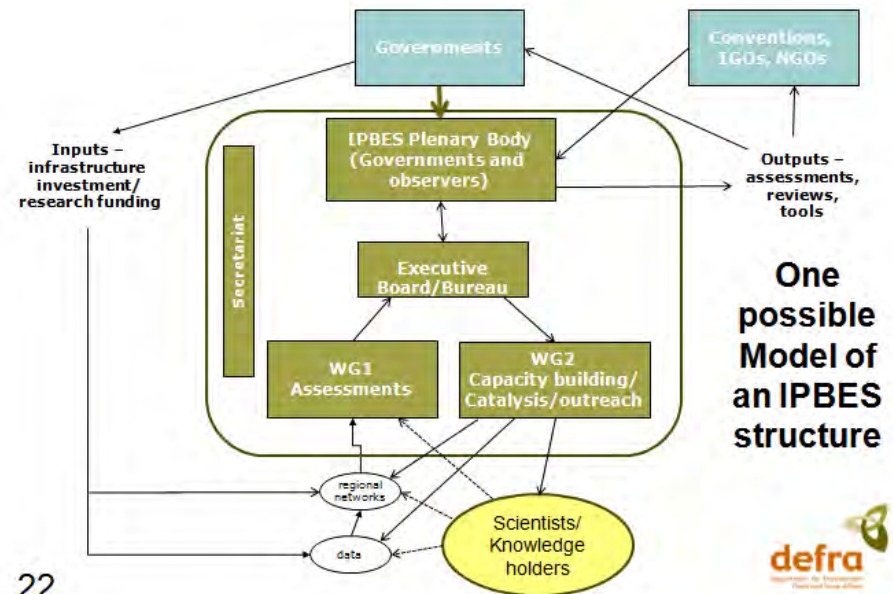 Governments
Conventions,
IGOs, NGOs
Inputs –
infrastructure
investment/
research funding
IPBES Plenary Body
(Governments and
observers)
Outputs –
assessments,
reviews,
tools
Secretariat
Executive
Board/Bureau
One
possible
Model of
an IPBES
structure
WG1
Assessments
WG2
Capacity building/
Catalysis/outreach
regional
networks
data
Scientists/
Knowledge
holders
defra
22